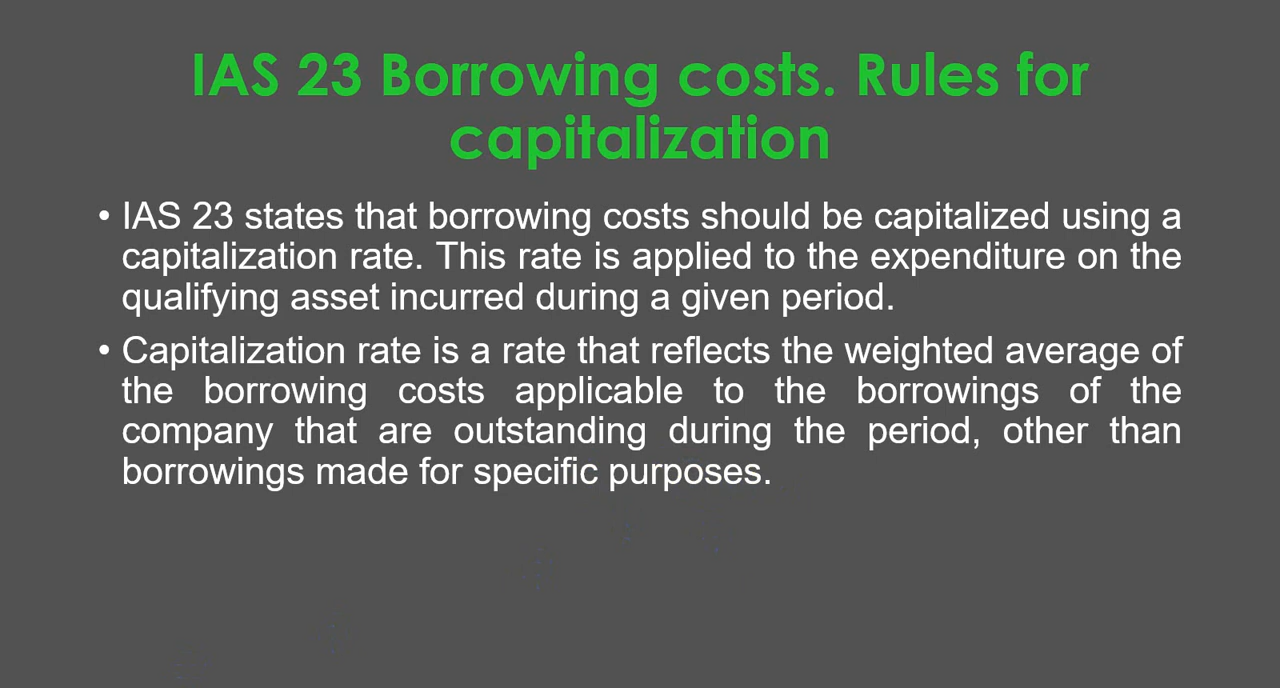 IAS 23 Borrowing costs. Rules for
capitalization
• IAS 23 states that borrowing costs should be capitalized using a
capitalization rate. This rate is applied to the expenditure on the
qualifying asset incurred during a given period.
• Capitalization rate is a rate that reflects the weighted average of
the borrowing costs applicable to the borrowings of the
company that are outstanding during the period, other than
borrowings made for specific purposes.